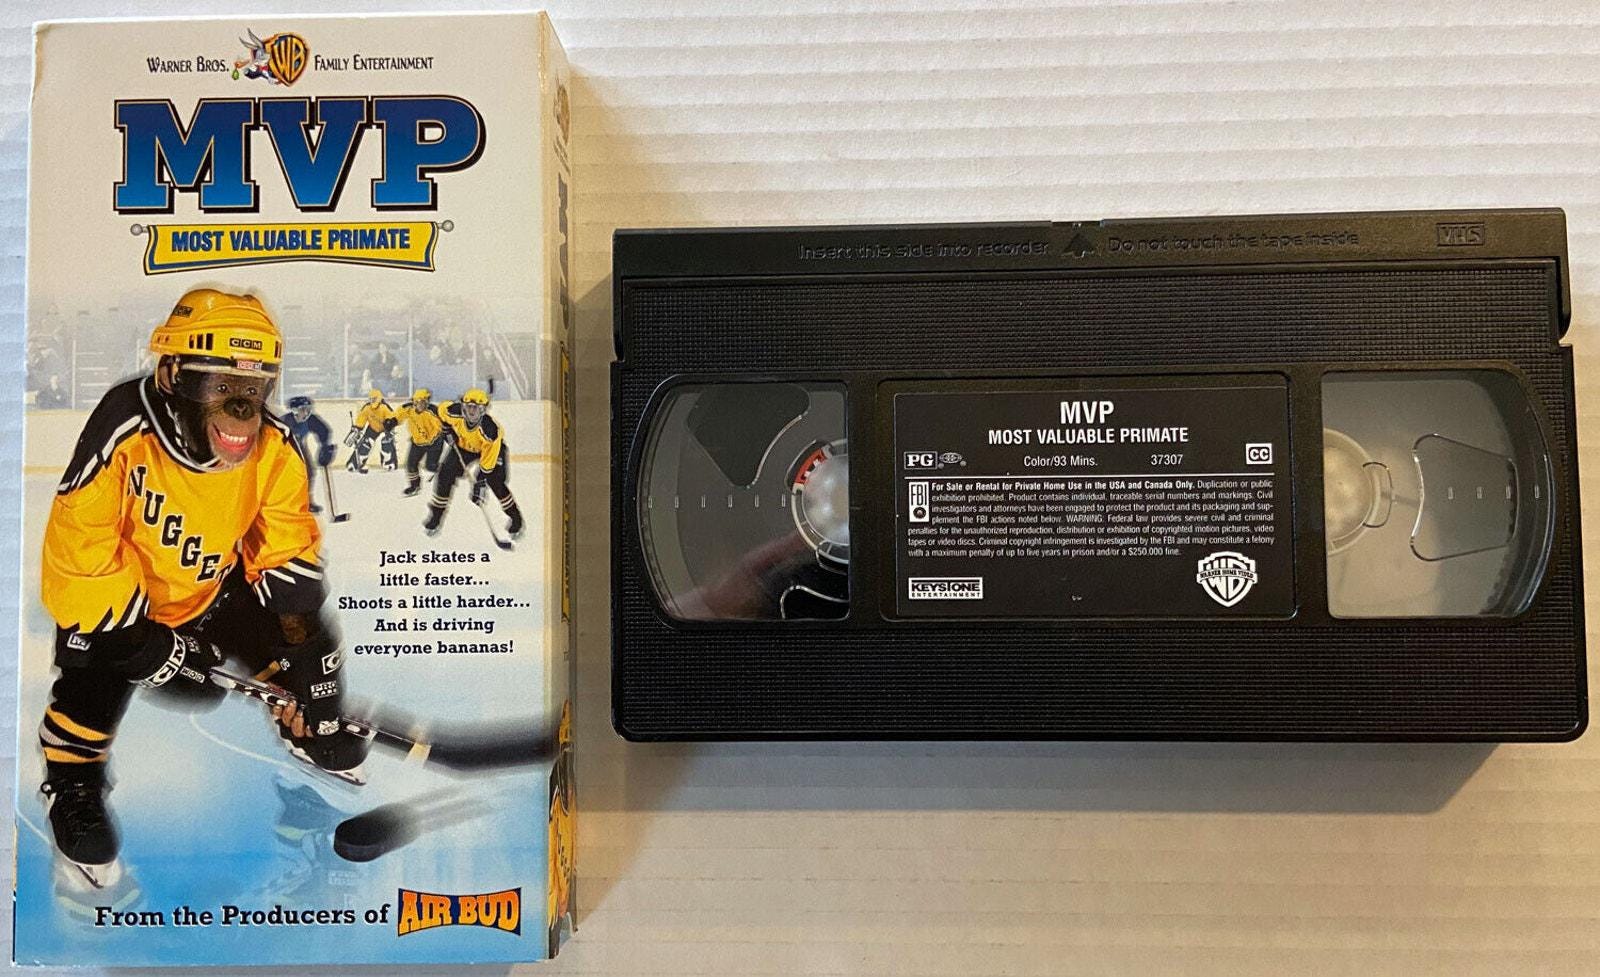 WARNER BROS. WB FAMILY ENTERTAINMENT
MVP
MOST VALUABLE PRIMATE
CCM
CCM
CCM
NUGGE
Jack skates a
little faster...
Shoots a little harder...
And is driving
everyone bananas!
CCM
PRO
From the Producers of AIR BUD
Insert this side into recorder Do not touch the tape inside VHS
MVP
MOST VALUABLE PRIMATE
PG Color/93 Mins. 37307 CC
FBI
For Sale or Rental for Private Home Use in the USA and Canada Only. Duplication or public
exhibition prohibited. Product contains individual, traceable serial numbers and markings. Civil
investigators and attorneys have been engaged to protect the product and its packaging and sup-
plement the FBI actions noted below. WARNING: Federal law provides severe civil and criminal
penalties for the unauthorized reproduction, distribution or exhibition of copyrighted motion pictures, video
tapes or video discs. Criminal copyright infringement is investigated by the FBI and may constitute a felony
with a maximum penalty of up to five years in prison and/or a $250,000 fine.
KEYSTONE
ENTERTAINMENT
WARNER HOME VIDEO